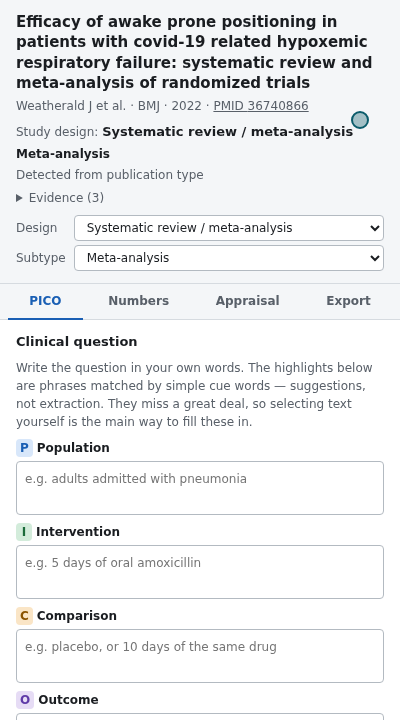 Efficacy of awake prone positioning in
patients with covid-19 related hypoxemic
respiratory failure: systematic review and
meta-analysis of randomized trials
Weatherald J et al. · BMJ · 2022 · PMID 36740866
Study design: Systematic review / meta-analysis
Meta-analysis
Detected from publication type
Evidence (3)
Design Systematic review / meta-analysis
Subtype Meta-analysis
PICO Numbers Appraisal Export
Clinical question
Write the question in your own words. The highlights below
are phrases matched by simple cue words — suggestions,
not extraction. They miss a great deal, so selecting text
yourself is the main way to fill these in.
P Population
e.g. adults admitted with pneumonia
I Intervention
e.g. 5 days of oral amoxicillin
C Comparison
e.g. placebo, or 10 days of the same drug
O Outcome